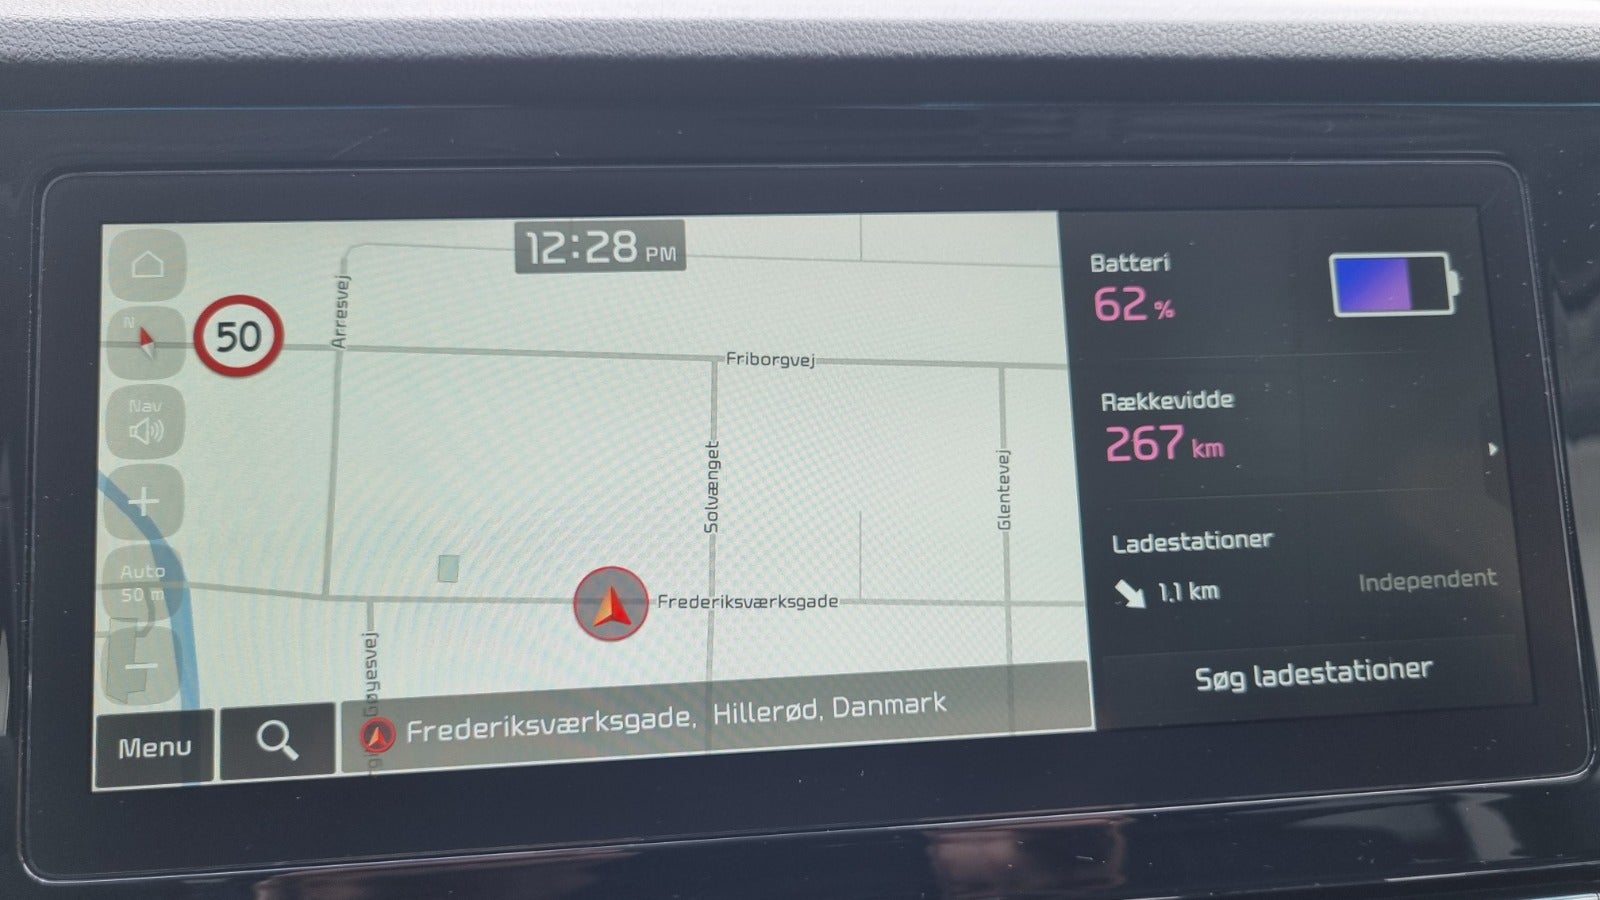 12:28 PM
N
50
Arresvej
Friborgvej
Nav
Solvænget
Glentevej
Auto
50 m
Frederiksværksgade
Menu
Frederiksværksgade, Hillerød, Danmark
Batteri
62 %
Rækkevidde
267 km
Ladestationer
1.1 km
Independent
Søg ladestationer